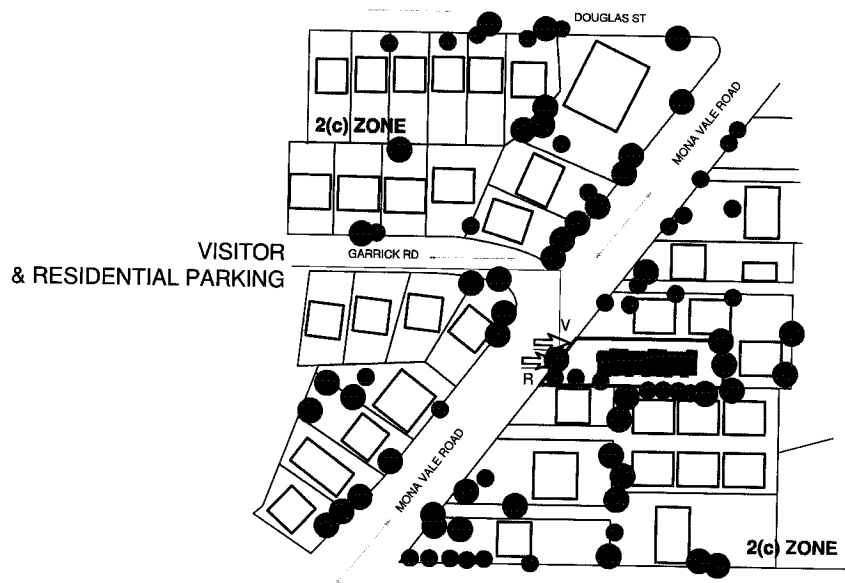 DOUGLAS ST
MONA VALE ROAD
2(c) ZONE
VISITOR
& RESIDENTIAL PARKING
GARRICK RD
V
R
MONA VALE ROAD
2(c) ZONE